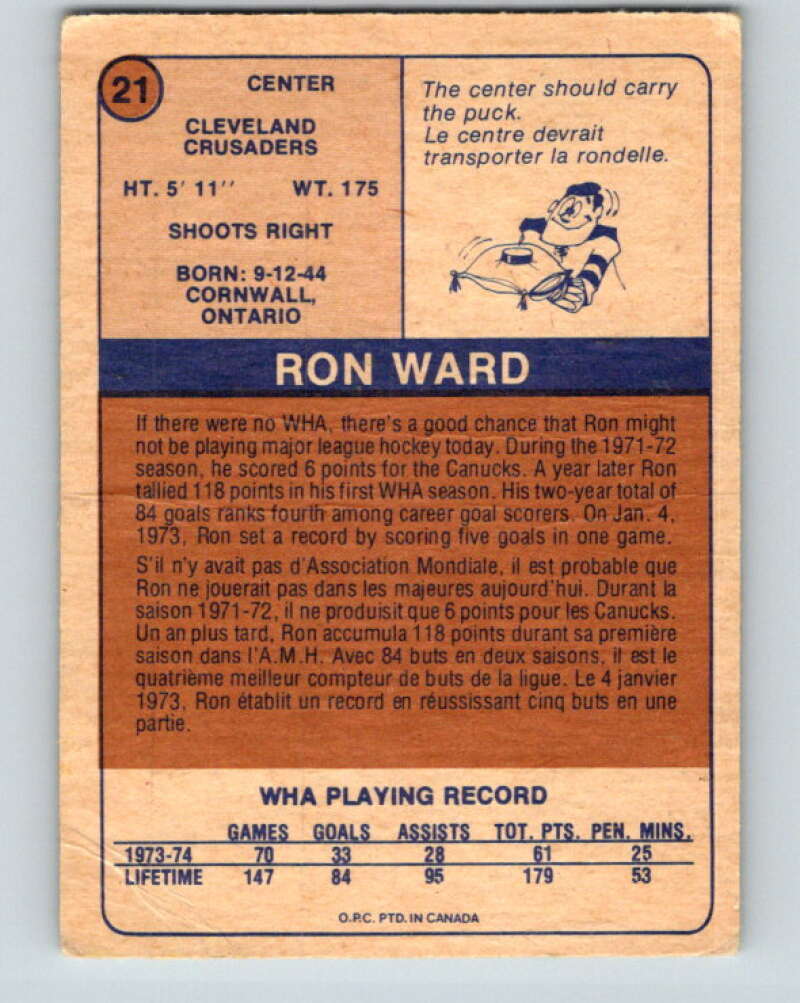 21
CENTER
CLEVELAND
CRUSADERS
HT. 5' 11'' WT. 175
SHOOTS RIGHT
BORN: 9-12-44
CORNWALL,
ONTARIO
The center should carry
the puck.
Le centre devrait
transporter la rondelle.
RON WARD
If there were no WHA, there's a good chance that Ron might
not be playing major league hockey today. During the 1971-72
season, he scored 6 points for the Canucks. A year later Ron
tallied 118 points in his first WHA season. His two-year total of
84 goals ranks fourth among career goal scorers. On Jan. 4,
1973, Ron set a record by scoring five goals in one game.
S'il n'y avait pas d'Association Mondiale, il est probable que
Ron ne jouerait pas dans les majeures aujourd'hui. Durant la
saison 1971-72, il ne produisit que 6 points pour les Canucks.
Un an plus tard, Ron accumula 118 points durant sa première
saison dans l'A.M.H. Avec 84 buts en deux saisons, il est le
quatrième meilleur compteur de buts de la ligue. Le 4 janvier
1973, Ron établit un record en réussissant cinq buts en une
partie.
WHA PLAYING RECORD
GAMES GOALS ASSISTS TOT. PTS. PEN. MINS.
1973-74 70 33 28 61 25
LIFETIME 147 84 95 179 53
O.P.C. PTD. IN CANADA